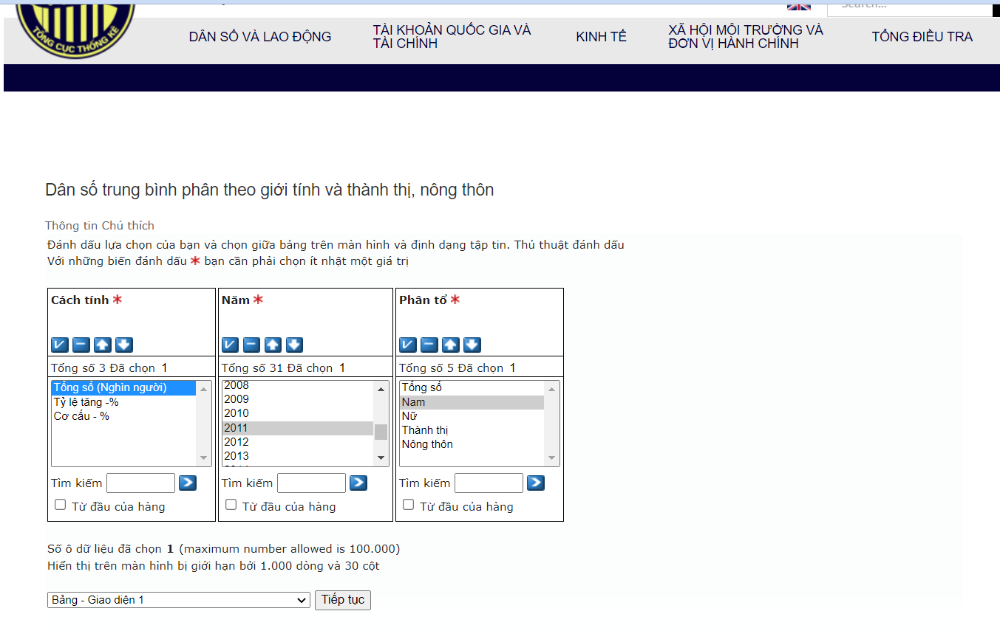 Search...
TỔNG CỤC THỐNG KÊ
DÂN SỐ VÀ LAO ĐỘNG
TÀI KHOẢN QUỐC GIA VÀ
TÀI CHÍNH
KINH TẾ
XÃ HỘI MÔI TRƯỜNG VÀ
ĐƠN VỊ HÀNH CHÍNH
TỔNG ĐIỀU TRA
Dân số trung bình phân theo giới tính và thành thị, nông thôn
Thông tin Chú thích
Đánh dấu lựa chọn của bạn và chọn giữa bảng trên màn hình và định dạng tập tin. Thủ thuật đánh dấu
Với những biến đánh dấu * bạn cần phải chọn ít nhất một giá trị
Cách tính *
Tổng số 3 Đã chọn 1
Tổng số (Nghìn người)
Tỷ lệ tăng -%
Cơ cấu - %
Tìm kiếm
Từ đầu của hàng
Năm *
Tổng số 31 Đã chọn 1
2008
2009
2010
2011
2012
2013
Tìm kiếm
Từ đầu của hàng
Phân tổ *
Tổng số 5 Đã chọn 1
Tổng số
Nam
Nữ
Thành thị
Nông thôn
Tìm kiếm
Từ đầu của hàng
Số ô dữ liệu đã chọn 1 (maximum number allowed is 100.000)
Hiển thị trên màn hình bị giới hạn bởi 1.000 dòng và 30 cột
Bảng - Giao diện 1
Tiếp tục